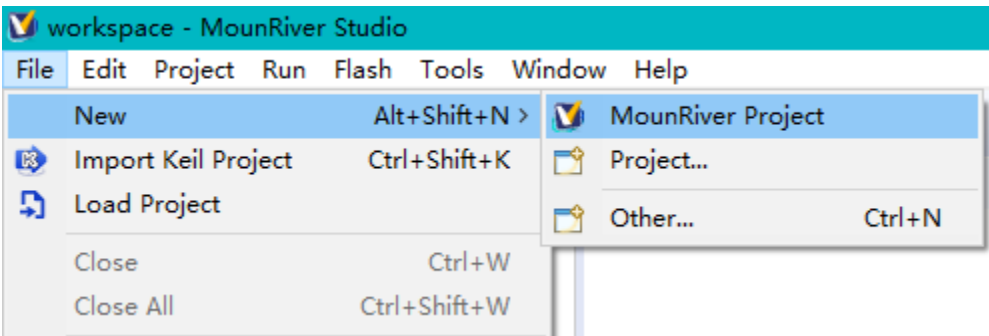 workspace - MounRiver Studio
File Edit Project Run Flash Tools Window Help
New Alt+Shift+N >
MounRiver Project
Import Keil Project Ctrl+Shift+K
Project...
Load Project
Other... Ctrl+N
Close Ctrl+W
Close All Ctrl+Shift+W